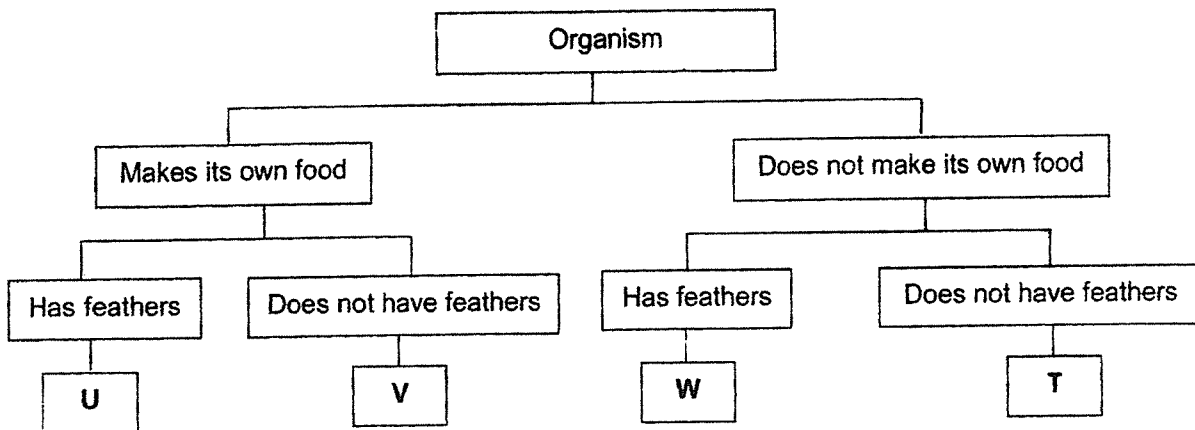 Organism
Makes its own food
Does not make its own food
Has feathers
Does not have feathers
Has feathers
Does not have feathers
U
V
W
T